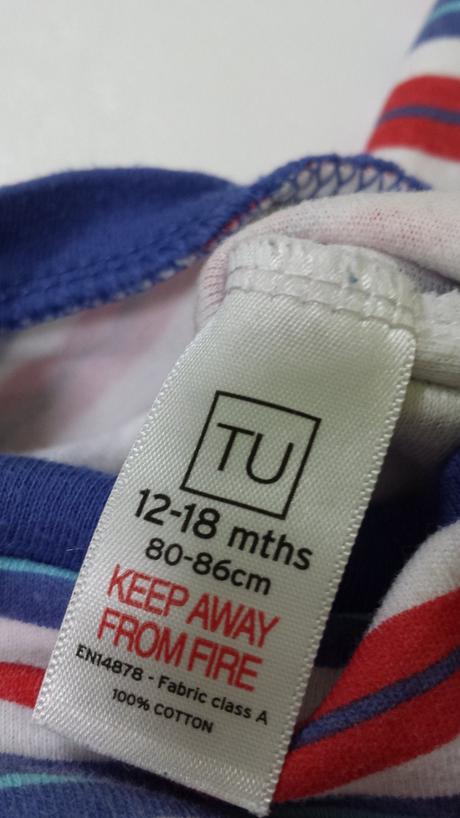 TU
12-18 mths
80-86cm
KEEP AWAY
FROM FIRE
EN14878 - Fabric class A
100% COTTON